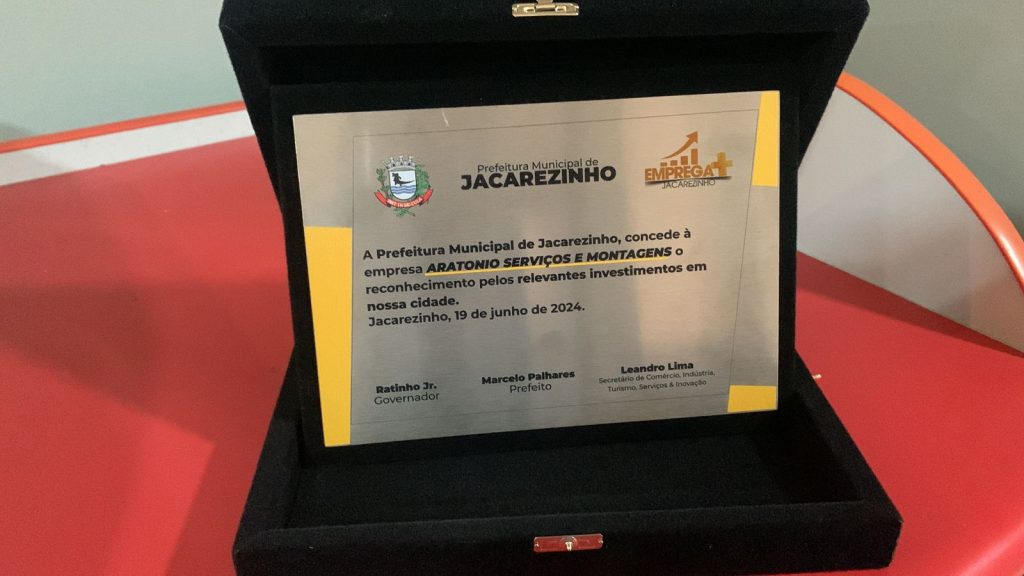 Prefeitura Municipal de
JACAREZINHO
EMPREGA+
JACAREZINHO
A Prefeitura Municipal de Jacarezinho, concede à
empresa ARATONIO SERVIÇOS E MONTAGENS o
reconhecimento pelos relevantes investimentos em
nossa cidade.
Jacarezinho, 19 de junho de 2024.
Ratinho Jr.
Governador
Marcelo Palhares
Prefeito
Leandro Lima
Secretário de Comércio, Indústria,
Turismo, Serviços & Inovação